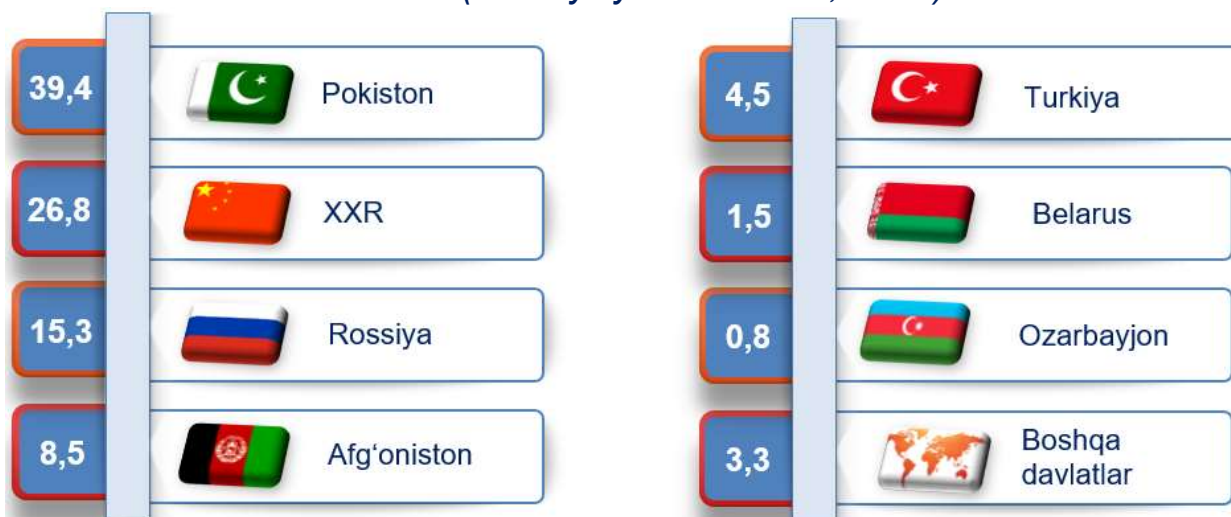 39,4 Pokiston
26,8 XXR
15,3 Rossiya
8,5 Afg‘oniston
4,5 Turkiya
1,5 Belarus
0,8 Ozarbayjon
3,3 Boshqa
davlatlar